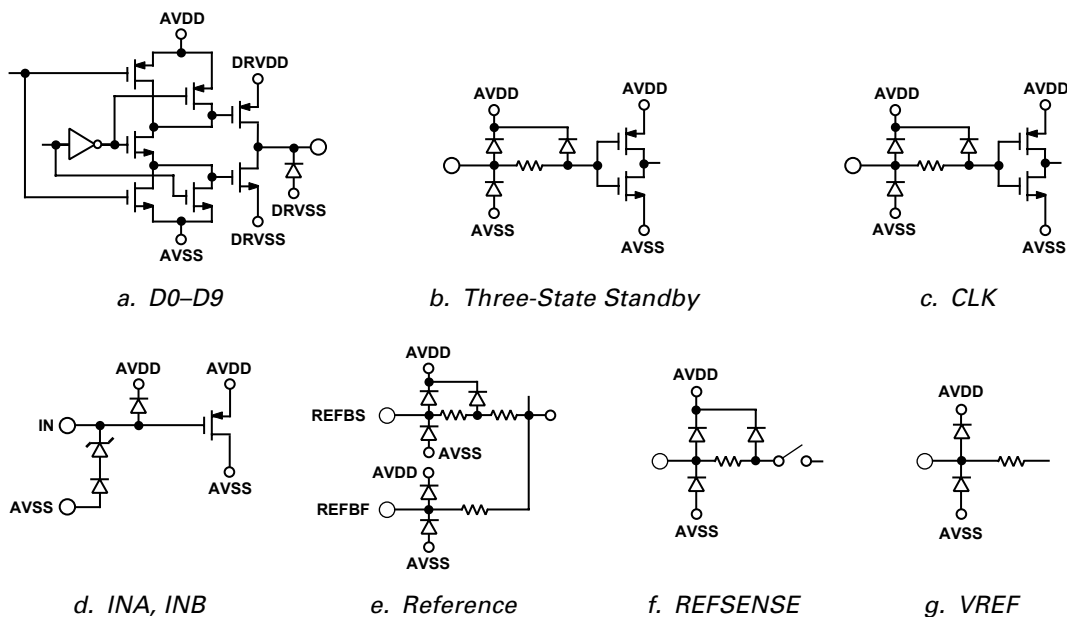 AVDD
DRVDD
DRVSS
AVSS
DRVSS
a. D0–D9
AVDD
AVDD
AVSS
AVSS
b. Three-State Standby
AVDD
AVDD
AVSS
AVSS
c. CLK
AVDD
AVDD
IN
AVSS
AVSS
d. INA, INB
AVDD
REFBS
AVSS
AVDD
REFBF
AVSS
e. Reference
AVDD
AVSS
f. REFSENSE
AVDD
AVSS
g. VREF